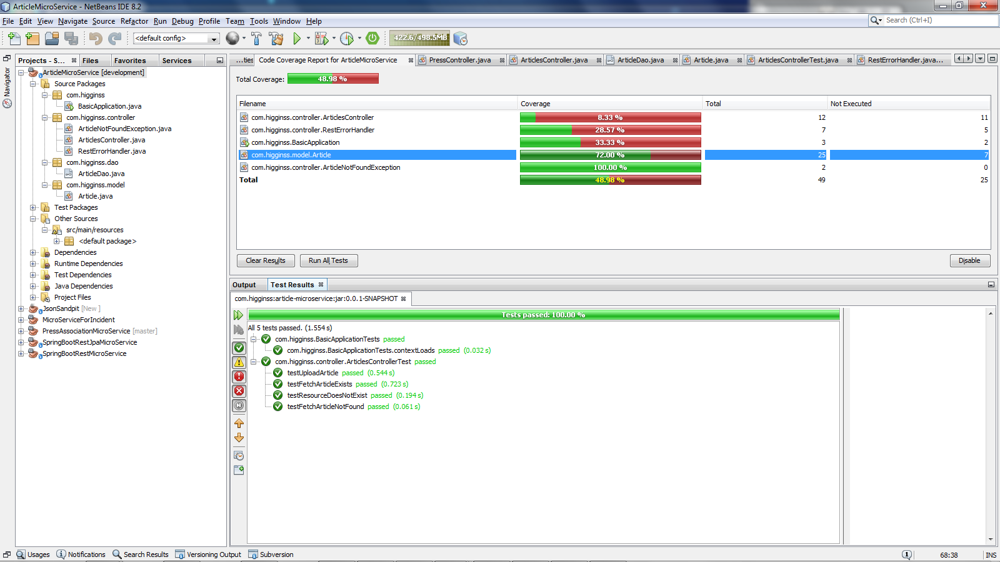 ArticleMicroService - NetBeans IDE 8.2
File Edit View Navigate Source Refactor Run Debug Profile Team Tools Window Help
Search (Ctrl+I)
<default config>
422.6/498.5MB
Navigator
Projects - S...
Files
Favorites
Services
ArticleMicroService [development]
Source Packages
com.higginss
BasicApplication.java
com.higginss.controller
ArticleNotFoundException.java
ArticlesController.java
RestErrorHandler.java
com.higginss.dao
ArticleDao.java
com.higginss.model
Article.java
Test Packages
Other Sources
src/main/resources
<default package>
Dependencies
Runtime Dependencies
Test Dependencies
Java Dependencies
Project Files
JsonSandpit [New ]
MicroServiceForIncident
PressAssociationMicroService [master]
SpringBootRestJpaMicroService
SpringBootRestMicroService
...ties
Code Coverage Report for ArticleMicroService
PressController.java
ArticlesController.java
ArticleDao.java
Article.java
ArticlesControllerTest.java
RestErrorHandler.java...
Total Coverage: 48.98 %
Filename Coverage Total Not Executed
com.higginss.controller.ArticlesController 8.33 % 12 11
com.higginss.controller.RestErrorHandler 28.57 % 7 5
com.higginss.BasicApplication 33.33 % 3 2
com.higginss.model.Article 72.00 % 25 7
com.higginss.controller.ArticleNotFoundException 100.00 % 2 0
Total 48.98 % 49 25
Clear Results
Run All Tests
Disable
Output
Test Results
com.higginss:article-microservice:jar:0.0.1-SNAPSHOT
Tests passed: 100.00 %
All 5 tests passed. (1.554 s)
com.higginss.BasicApplicationTests passed
com.higginss.BasicApplicationTests.contextLoads passed (0.032 s)
com.higginss.controller.ArticlesControllerTest passed
testUploadArticle passed (0.544 s)
testFetchArticleExists passed (0.723 s)
testResourceDoesNotExist passed (0.194 s)
testFetchArticleNotFound passed (0.061 s)
Usages
Notifications
Search Results
Versioning Output
Subversion
1
68:38
INS